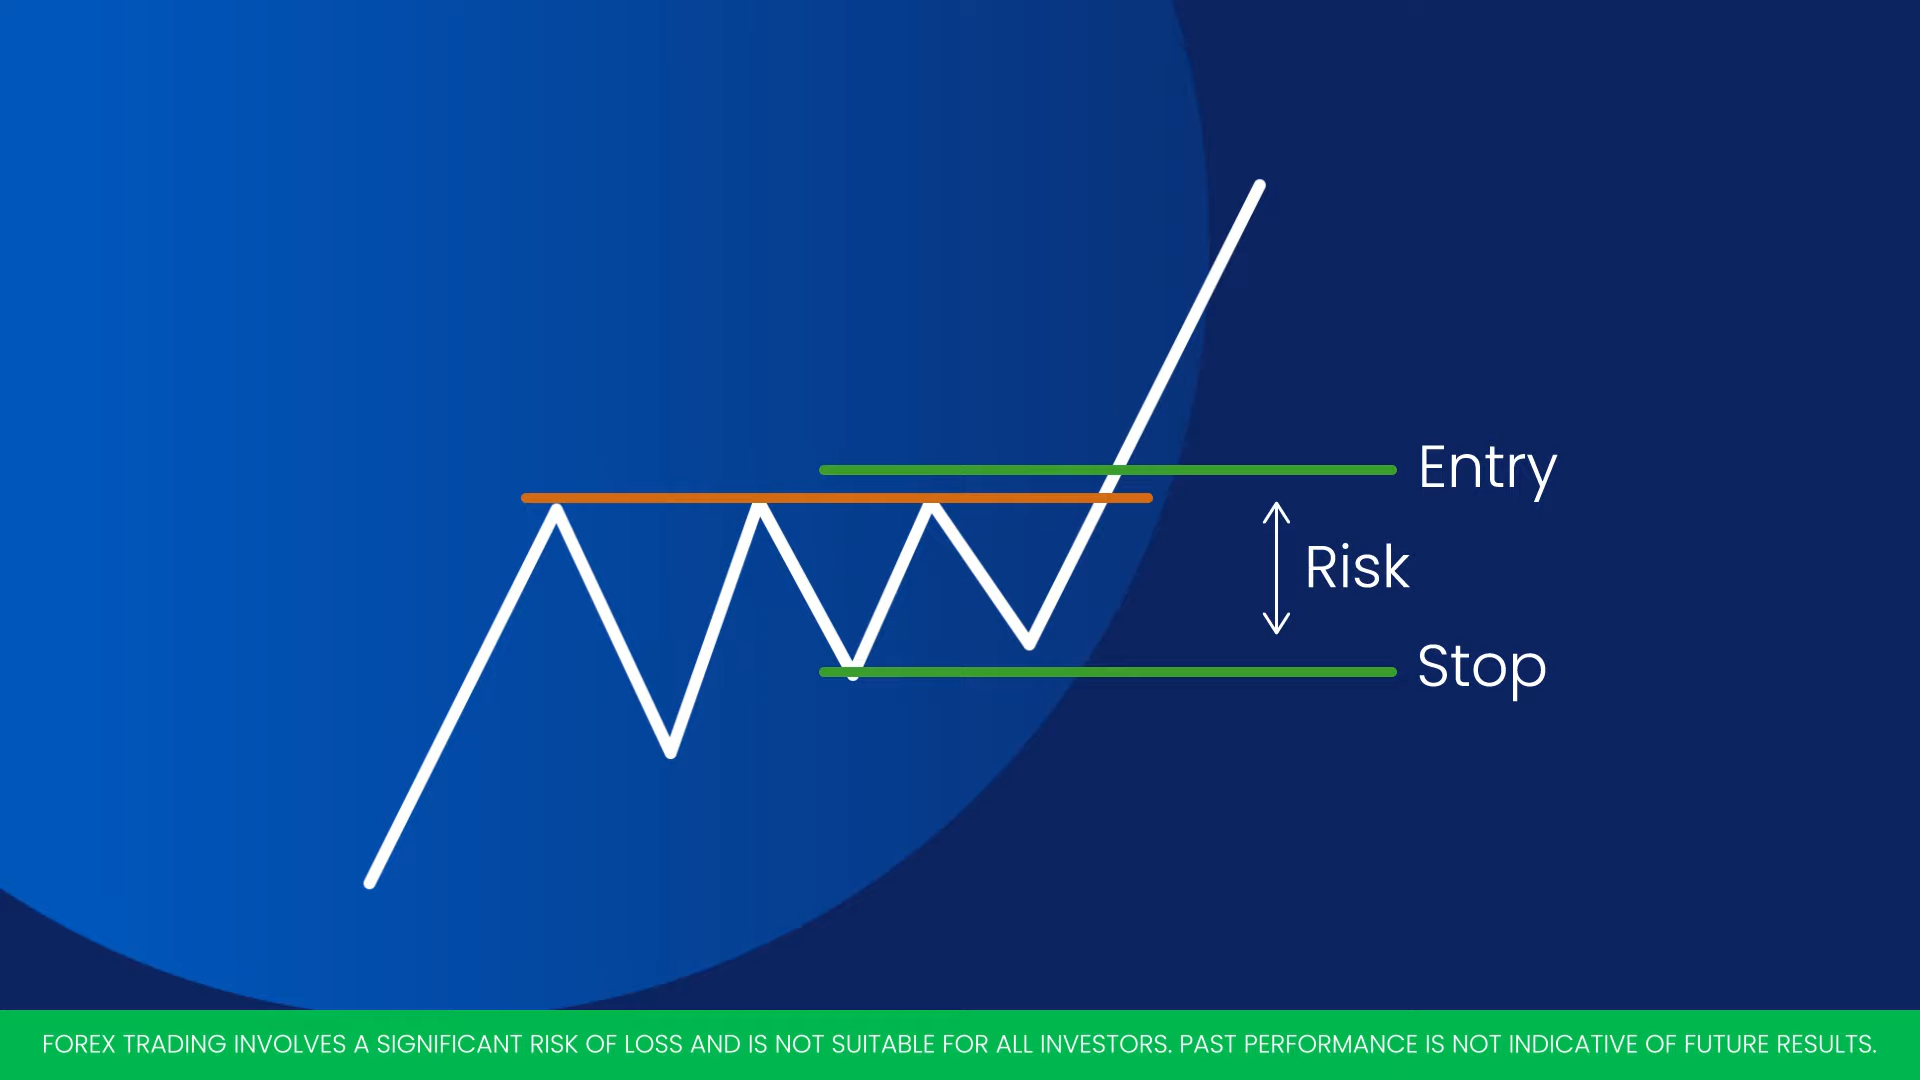 Entry
Risk
Stop
FOREX TRADING INVOLVES A SIGNIFICANT RISK OF LOSS AND IS NOT SUITABLE FOR ALL INVESTORS. PAST PERFORMANCE IS NOT INDICATIVE OF FUTURE RESULTS.